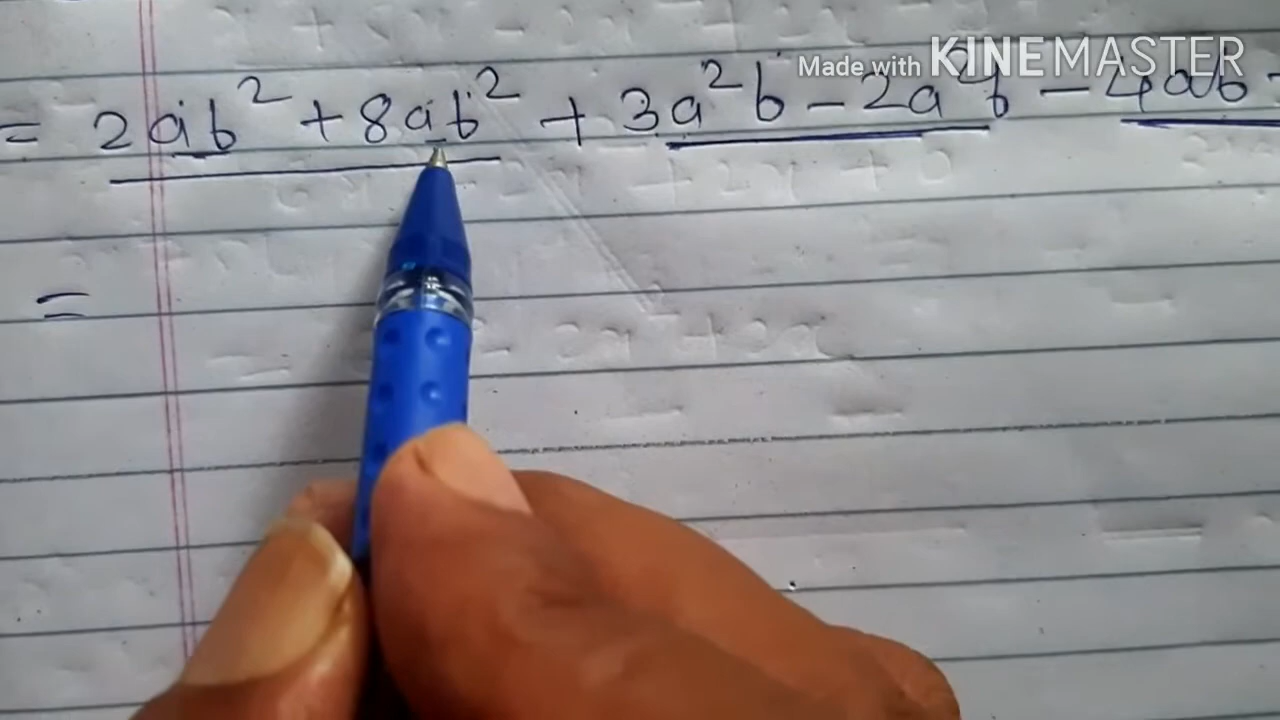 Made with KINEMASTER
= 2ab² + 8ab² + 3a²b - 2a²b - 4ab -
=